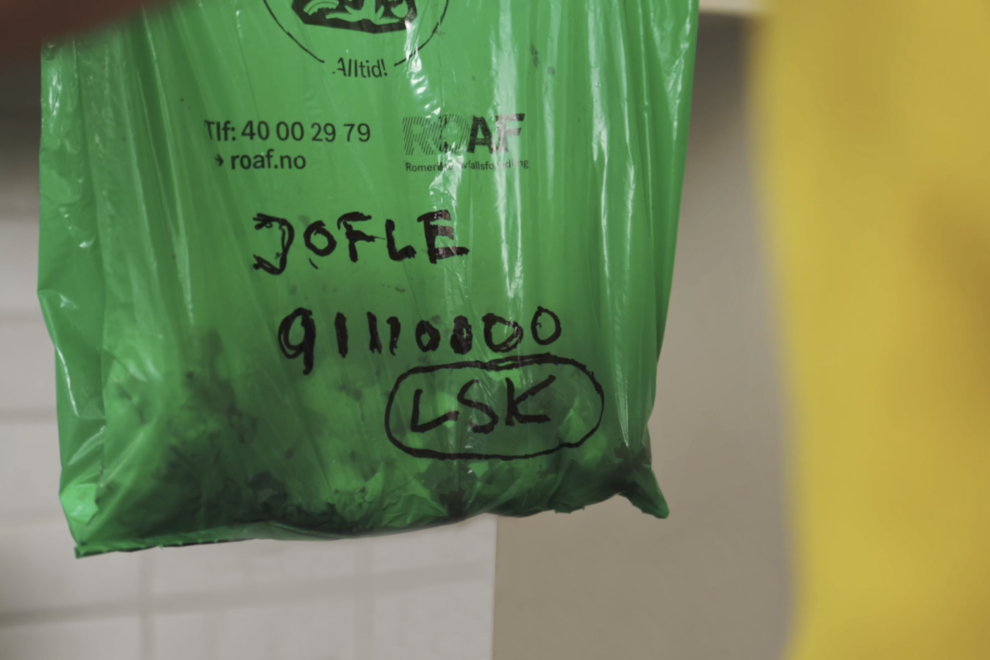 Alltid!
Tlf: 40 00 29 79
→ roaf.no
ROAF
JOFLE
91110000
LSK